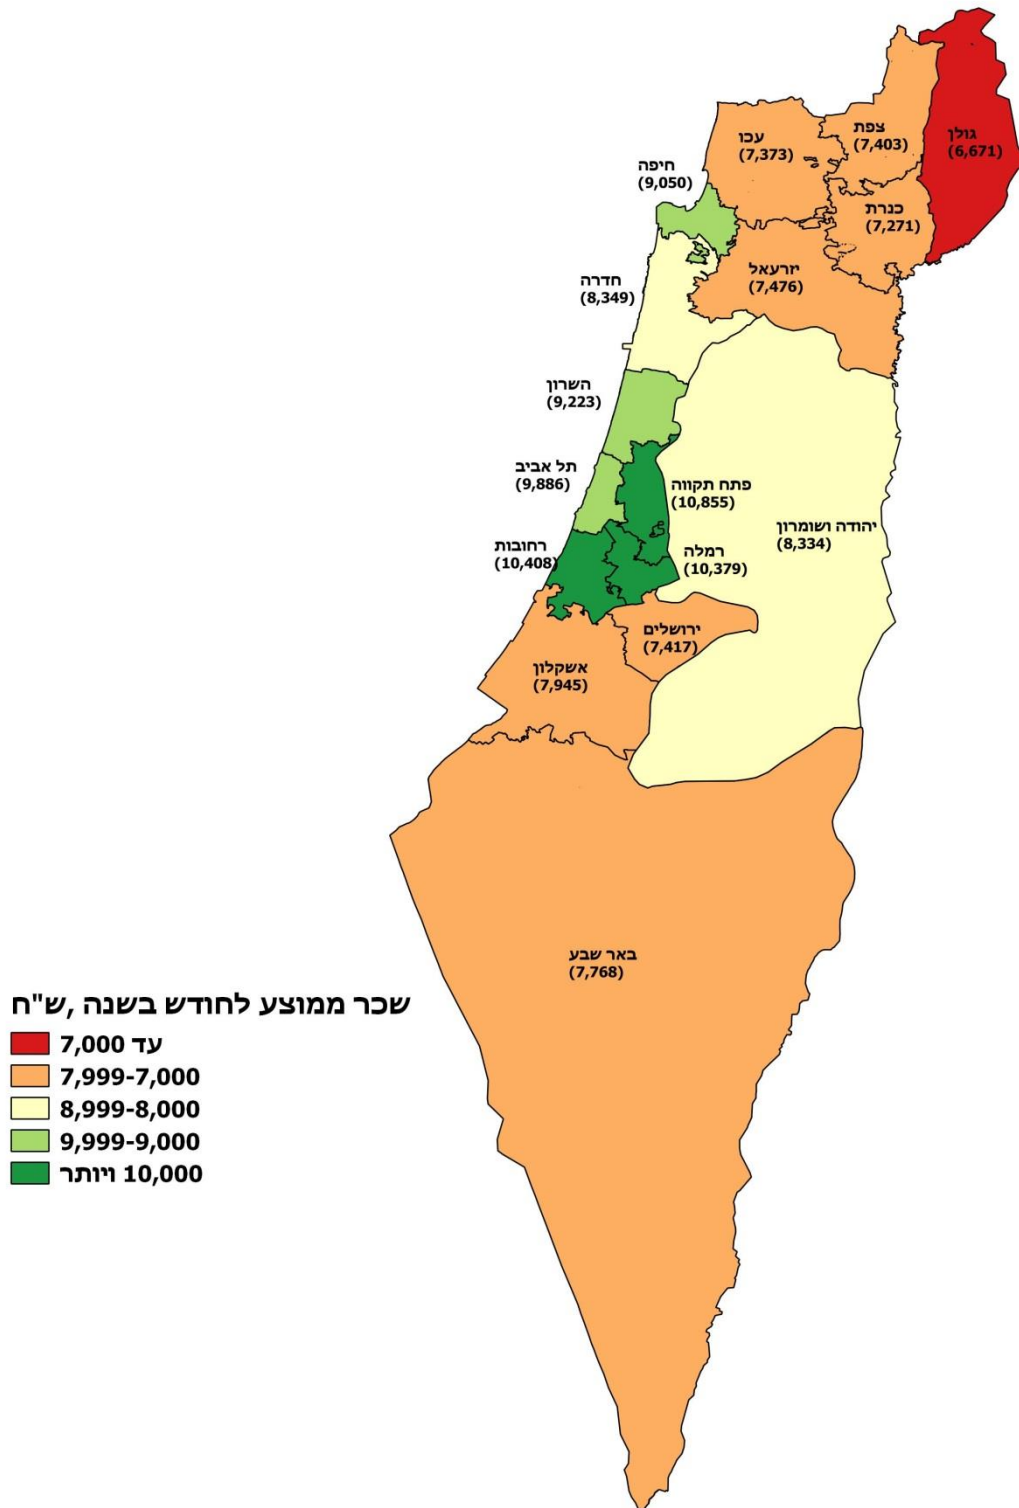 גולן
(6,671)
צפת
(7,403)
עכו
(7,373)
חיפה
(9,050)
כנרת
(7,271)
יזרעאל
(7,476)
חדרה
(8,349)
השרון
(9,223)
תל אביב
(9,886)
פתח תקווה
(10,855)
יהודה ושומרון
(8,334)
רחובות
(10,408)
רמלה
(10,379)
ירושלים
(7,417)
אשקלון
(7,945)
באר שבע
(7,768)
שכר ממוצע לחודש בשנה ,ש"ח
עד 7,000
7,999-7,000
8,999-8,000
9,999-9,000
10,000 ויותר